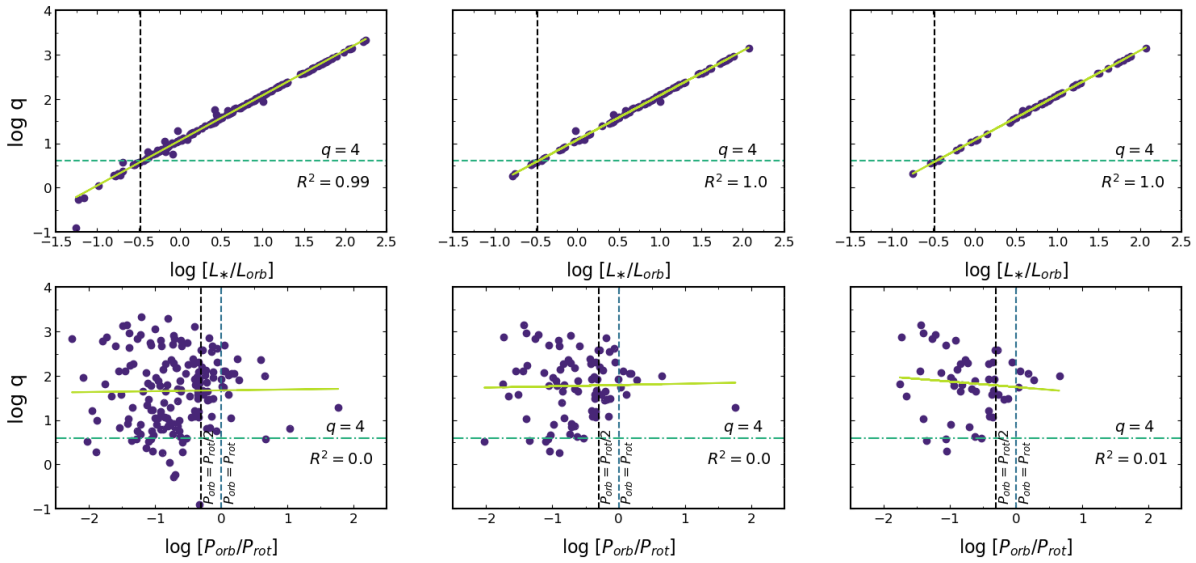 4
3
2
1
0
−1
log q
q = 4
R² = 0.99
−1.5 −1.0 −0.5 0.0 0.5 1.0 1.5 2.0 2.5
log [L∗/Lorb]
q = 4
R² = 1.0
−1.5 −1.0 −0.5 0.0 0.5 1.0 1.5 2.0 2.5
log [L∗/Lorb]
q = 4
R² = 1.0
−1.5 −1.0 −0.5 0.0 0.5 1.0 1.5 2.0 2.5
log [L∗/Lorb]
4
3
2
1
0
−1
log q
q = 4
R² = 0.0
Porb = Prot/2
Porb = Prot
−2 −1 0 1 2
log [Porb/Prot]
q = 4
R² = 0.0
Porb = Prot/2
Porb = Prot
−2 −1 0 1 2
log [Porb/Prot]
q = 4
R² = 0.01
Porb = Prot/2
Porb = Prot
−2 −1 0 1 2
log [Porb/Prot]